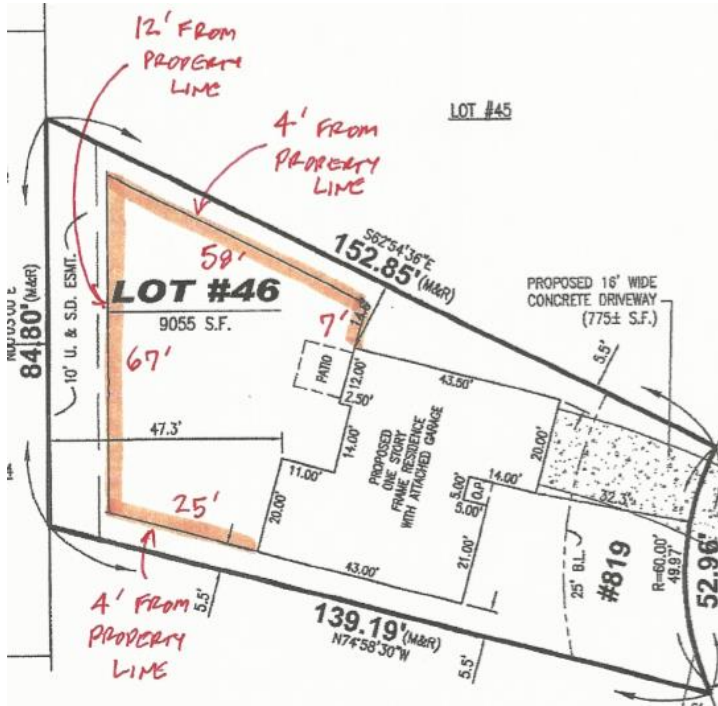 12' FROM
PROPERTY
LINE
LOT #45
4' FROM
PROPERTY
LINE
S62°54'36"E
152.85'(M&R)
58'
PROPOSED 16' WIDE
CONCRETE DRIVEWAY
(775± S.F.)
84.80'(M&R)
10' U. & S.D. ESMT.
LOT #46
9055 S.F.
7'
14.6'
5.5'
67'
PATIO
12.00'
2.50'
43.50'
47.3'
14.00'
PROPOSED
ONE STORY
FRAME RESIDENCE
WITH ATTACHED GARAGE
20.00'
11.00'
20.00'
5.00'
O.P.
14.00'
32.3'
25'
21.00'
25' B.L.
#819
R=60.00'
49.97'
52.96'
43.00'
4' FROM
PROPERTY
LINE
5.5'
139.19'(M&R)
N74°58'30"W
5.5'